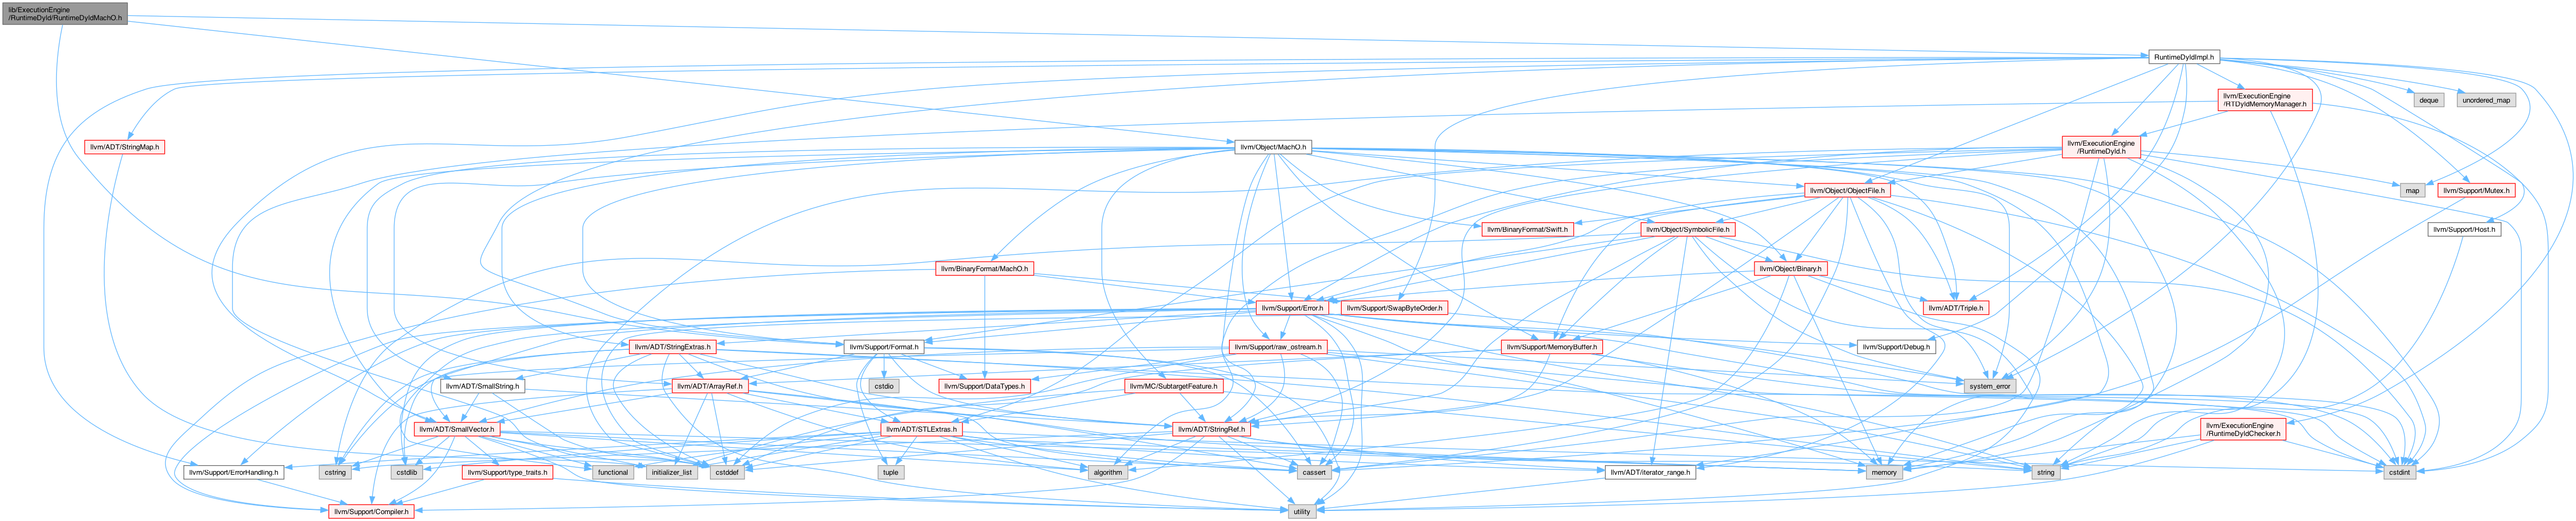 lib/ExecutionEngine
/RuntimeDyld/RuntimeDyldMachO.h
RuntimeDyldImpl.h
llvm/ExecutionEngine
/RTDyldMemoryManager.h
deque
unordered_map
llvm/ADT/StringMap.h
llvm/Object/MachO.h
llvm/ExecutionEngine
/RuntimeDyld.h
llvm/Object/ObjectFile.h
map
llvm/Support/Mutex.h
llvm/BinaryFormat/Swift.h
llvm/Object/SymbolicFile.h
llvm/Support/Host.h
llvm/BinaryFormat/MachO.h
llvm/Object/Binary.h
llvm/Support/Error.h
llvm/Support/SwapByteOrder.h
llvm/ADT/Triple.h
llvm/ADT/StringExtras.h
llvm/Support/Format.h
llvm/Support/raw_ostream.h
llvm/Support/MemoryBuffer.h
llvm/Support/Debug.h
llvm/ADT/SmallString.h
llvm/ADT/ArrayRef.h
cstdio
llvm/Support/DataTypes.h
llvm/MC/SubtargetFeature.h
system_error
llvm/ADT/SmallVector.h
llvm/ADT/STLExtras.h
llvm/ADT/StringRef.h
llvm/ExecutionEngine
/RuntimeDyldChecker.h
llvm/Support/ErrorHandling.h
cstring
cstdlib
llvm/Support/type_traits.h
functional
initializer_list
cstddef
tuple
algorithm
cassert
llvm/ADT/iterator_range.h
memory
string
cstdint
llvm/Support/Compiler.h
utility